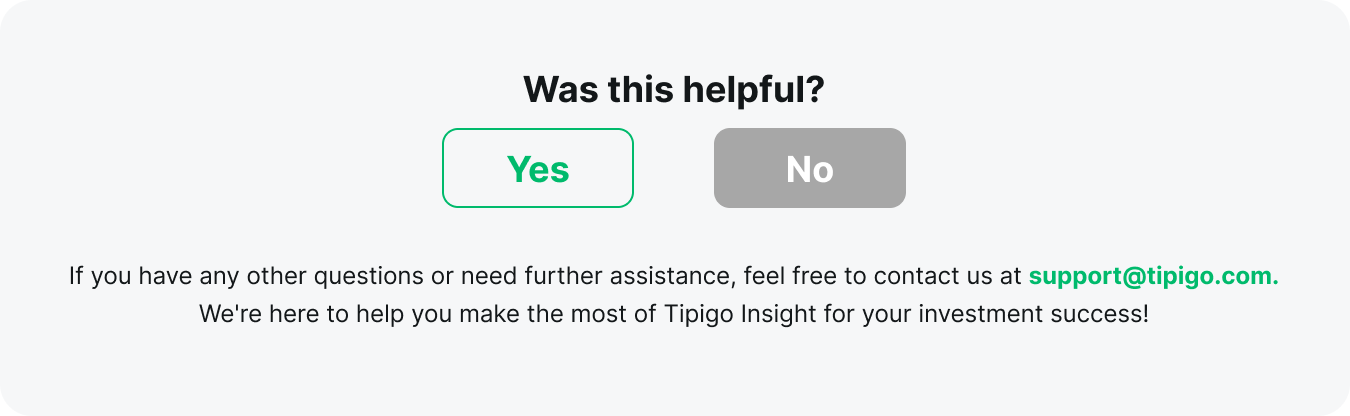 Was this helpful?
Yes
No
If you have any other questions or need further assistance, feel free to contact us at support@tipigo.com.
We're here to help you make the most of Tipigo Insight for your investment success!